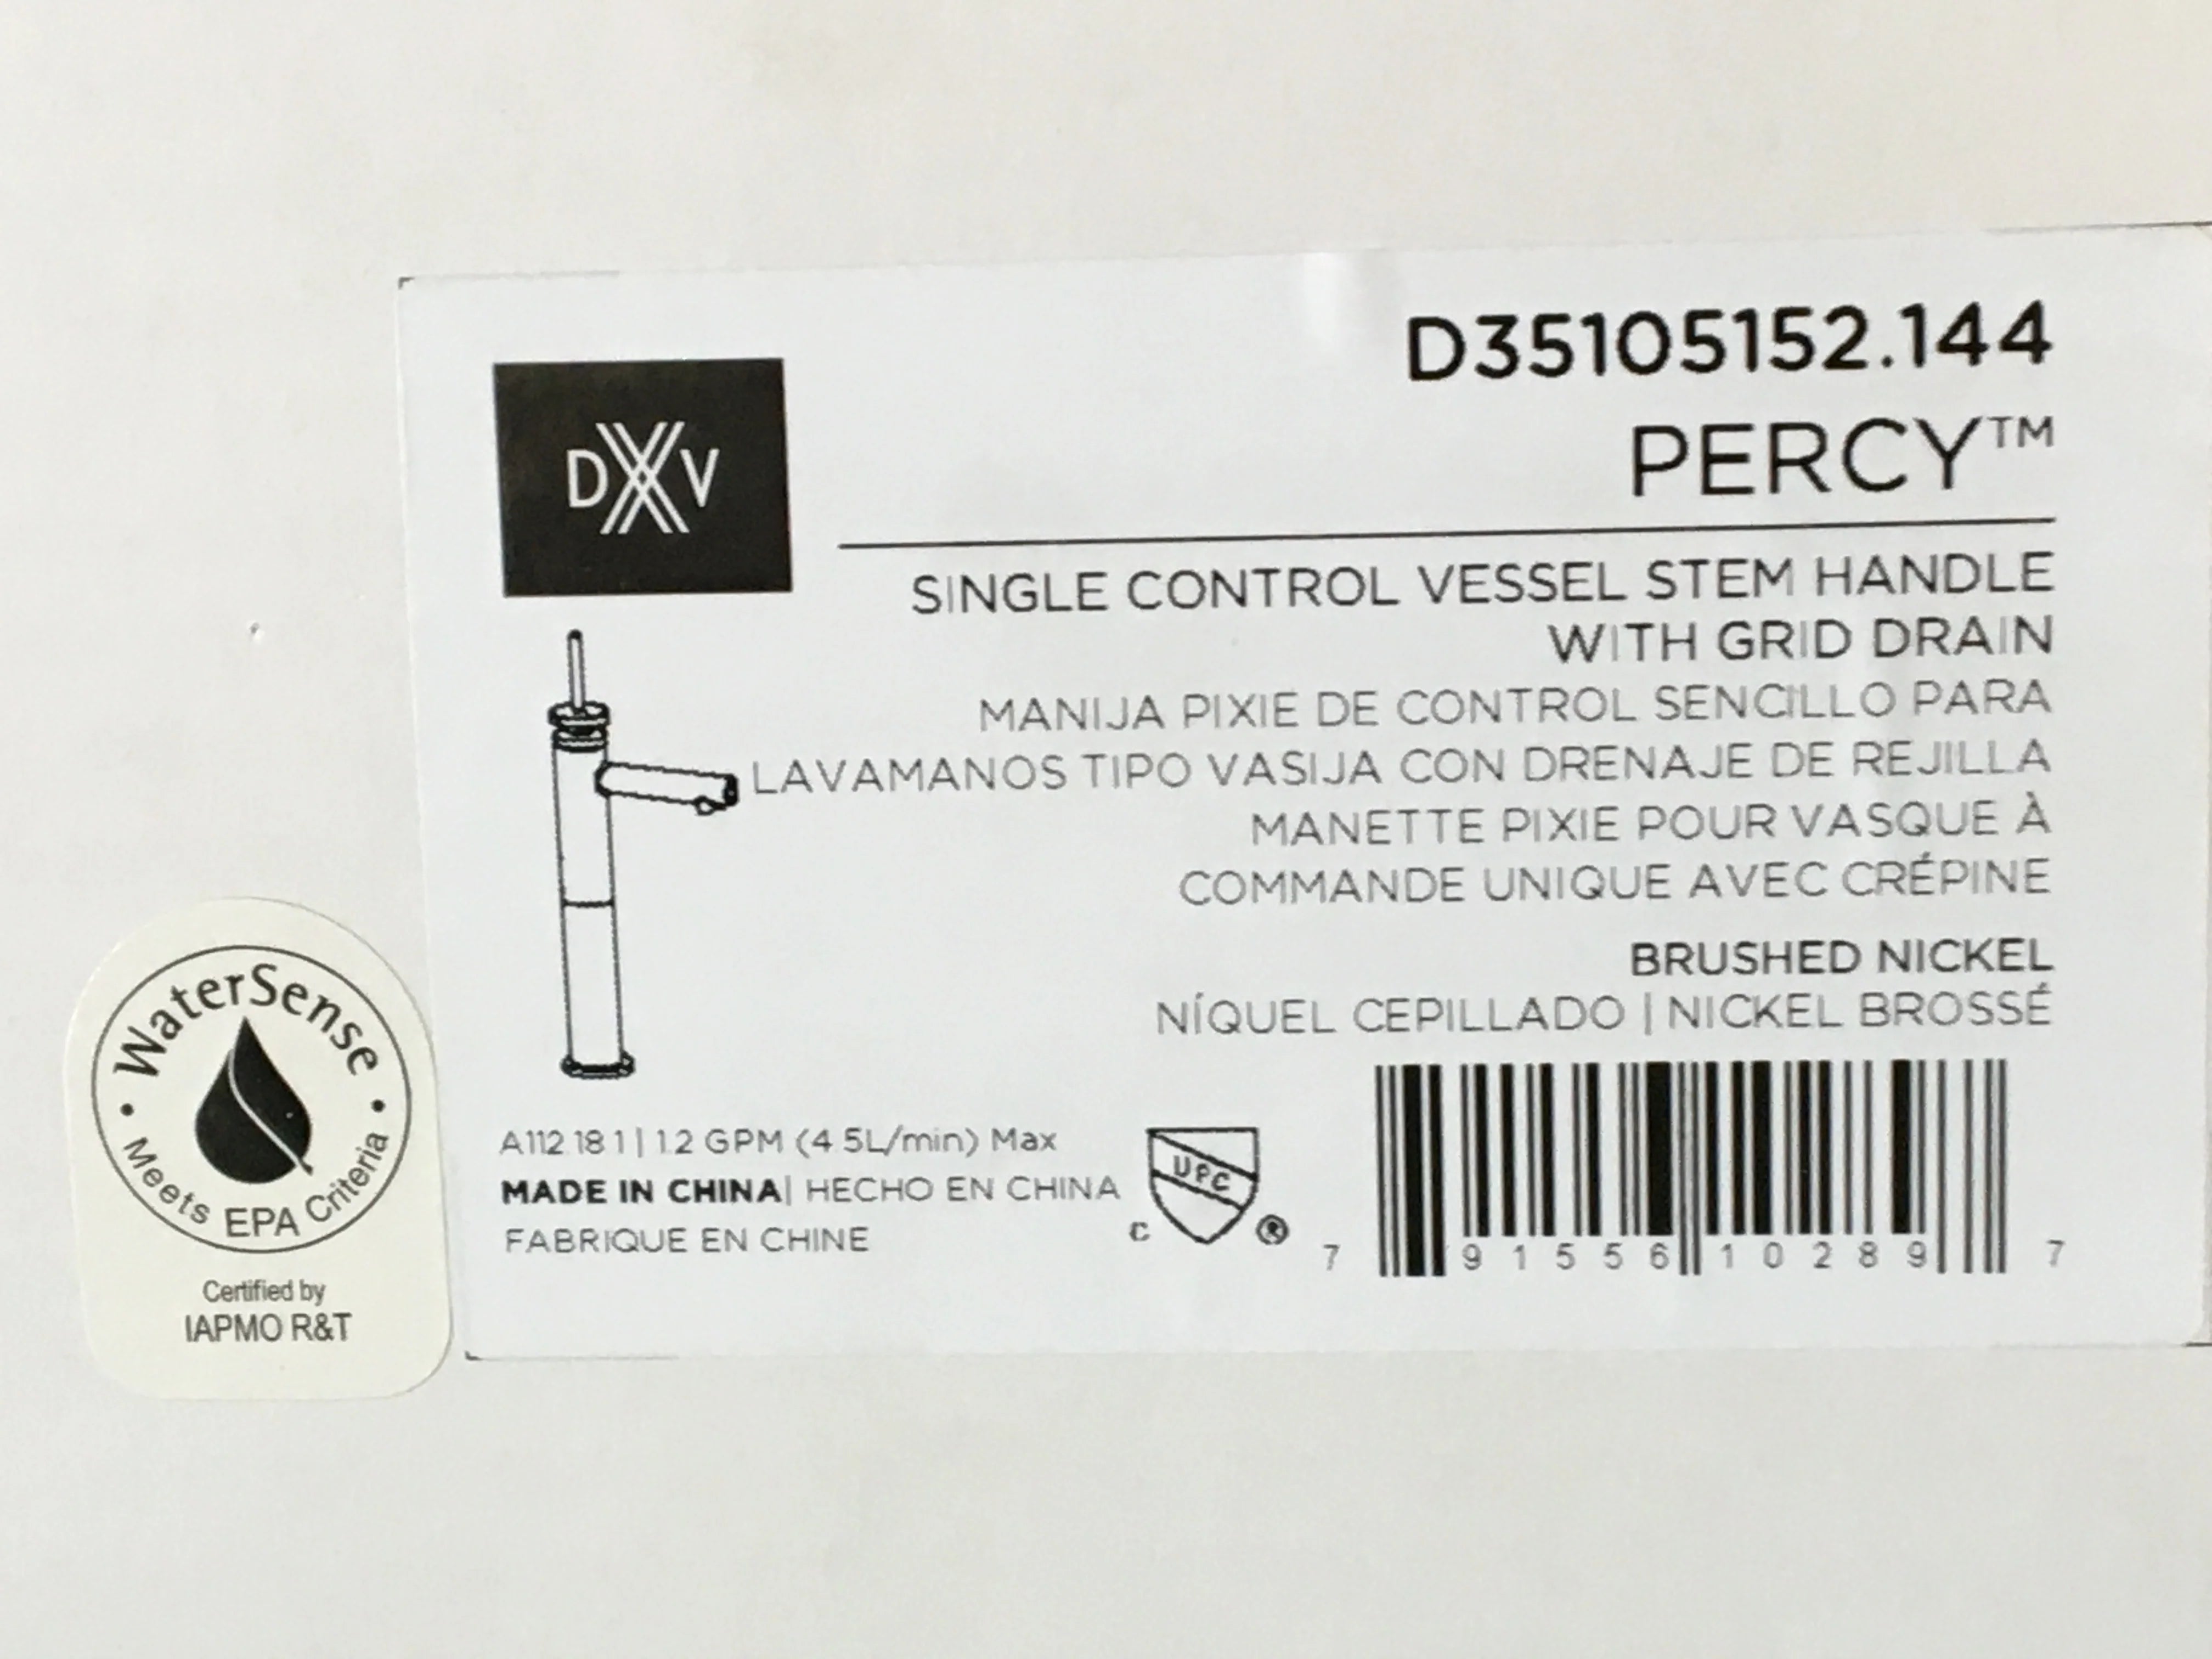 D35105152.144
PERCY™
DXV
SINGLE CONTROL VESSEL STEM HANDLE
WITH GRID DRAIN
MANIJA PIXIE DE CONTROL SENCILLO PARA
LAVAMANOS TIPO VASIJA CON DRENAJE DE REJILLA
MANETTE PIXIE POUR VASQUE À
COMMANDE UNIQUE AVEC CRÉPINE
BRUSHED NICKEL
NÍQUEL CEPILLADO | NICKEL BROSSÉ
A112.18.1 | 1.2 GPM (4.5L/min) Max
MADE IN CHINA| HECHO EN CHINA
FABRIQUE EN CHINE
c UPC ®
7 91556 10289 7
WaterSense
• Meets EPA Criteria •
Certified by
IAPMO R&T